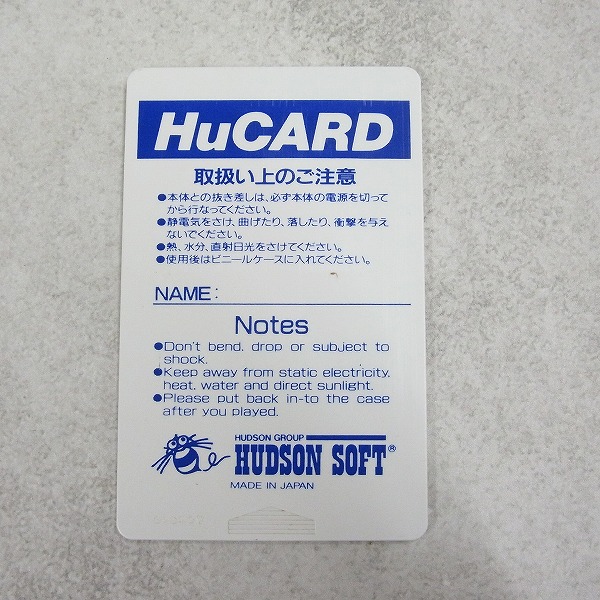 HuCARD
取扱い上のご注意
●本体との抜き差しは、必ず本体の電源を切って
から行なってください。
●静電気をさけ、曲げたり、落したり、衝撃を与え
ないでください。
●熱、水分、直射日光をさけてください。
●使用後はビニールケースに入れてください。
NAME:
Notes
●Don't bend, drop or subject to
shock.
●Keep away from static electricity,
heat, water and direct sunlight.
●Please put back in-to the case
after you played.
HUDSON GROUP
HUDSON SOFT®
MADE IN JAPAN